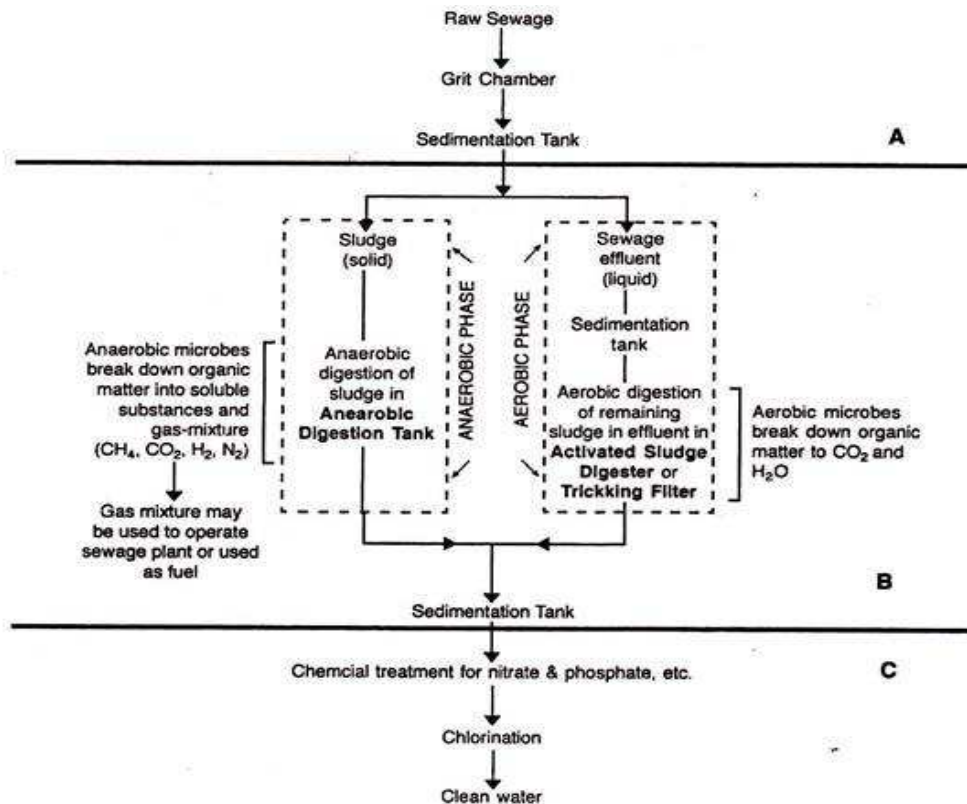 Raw Sewage
Grit Chamber
Sedimentation Tank
A
Sludge
(solid)
Anaerobic
digestion of
sludge in
Anearobic
Digestion Tank
ANAEROBIC PHASE
AEROBIC PHASE
Sewage
effluent
(liquid)
Sedimentation
tank
Aerobic digestion
of remaining
sludge in effluent in
Activated Sludge
Digester or
Trickking Filter
Anaerobic microbes
break down organic
matter into soluble
substances and
gas-mixture
(CH₄, CO₂, H₂, N₂)
Gas mixture may
be used to operate
sewage plant or used
as fuel
Aerobic microbes
break down organic
matter to CO₂ and
H₂O
B
Sedimentation Tank
C
Chemcial treatment for nitrate & phosphate, etc.
Chlorination
Clean water